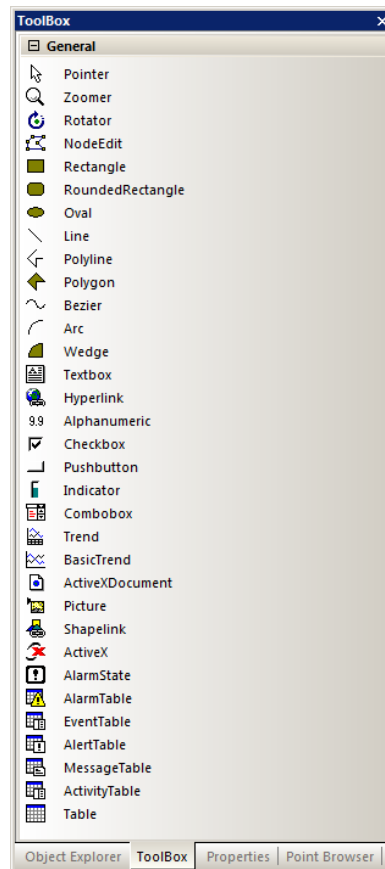 ToolBox
General
Pointer
Zoomer
Rotator
NodeEdit
Rectangle
RoundedRectangle
Oval
Line
Polyline
Polygon
Bezier
Arc
Wedge
Textbox
Hyperlink
9.9 Alphanumeric
Checkbox
Pushbutton
Indicator
Combobox
Trend
BasicTrend
ActiveXDocument
Picture
Shapelink
ActiveX
AlarmState
AlarmTable
EventTable
AlertTable
MessageTable
ActivityTable
Table
Object Explorer ToolBox Properties Point Browser